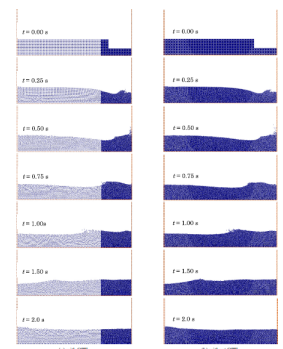 t = 0.00 s
t = 0.00 s
t = 0.25 s
t = 0.25 s
t = 0.50 s
t = 0.50 s
t = 0.75 s
t = 0.75 s
t = 1.00s
t = 1.00 s
t = 1.50 s
t = 1.50 s
t = 2.0 s
t = 2.0 s